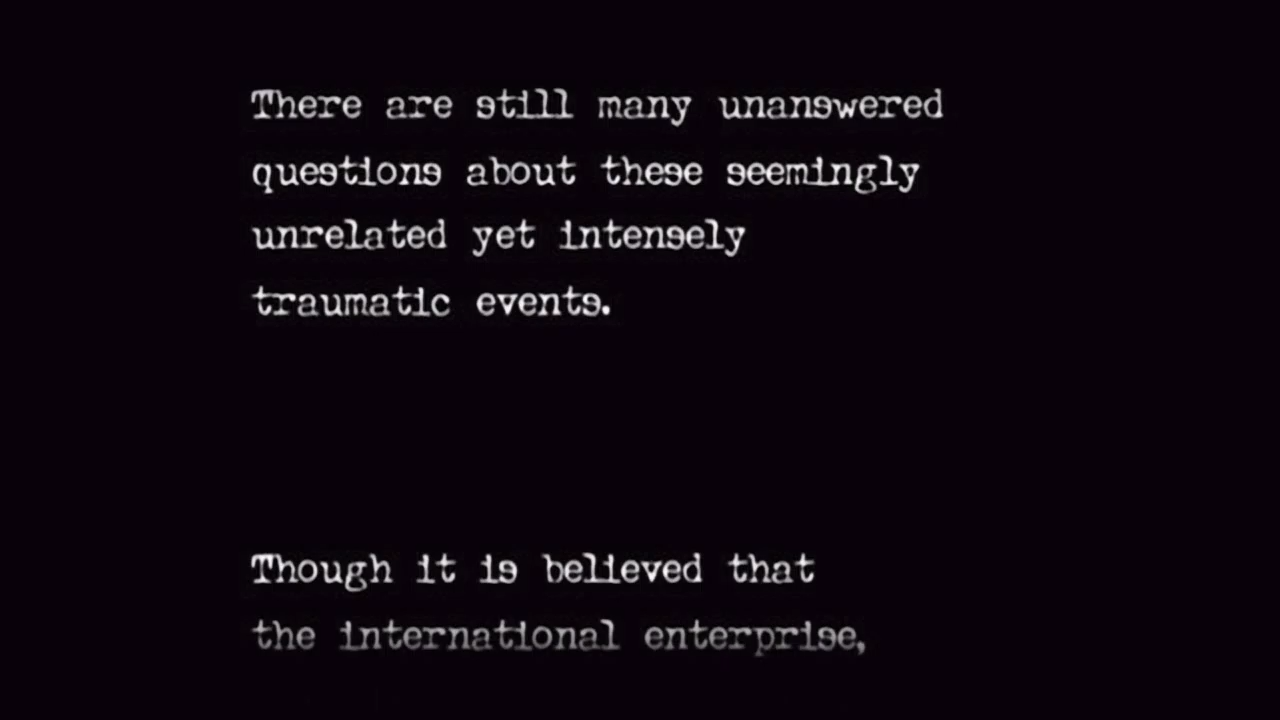 There are still many unanswered
questions about these seemingly
unrelated yet intensely
traumatic events.
Though it is believed that
the international enterprise,